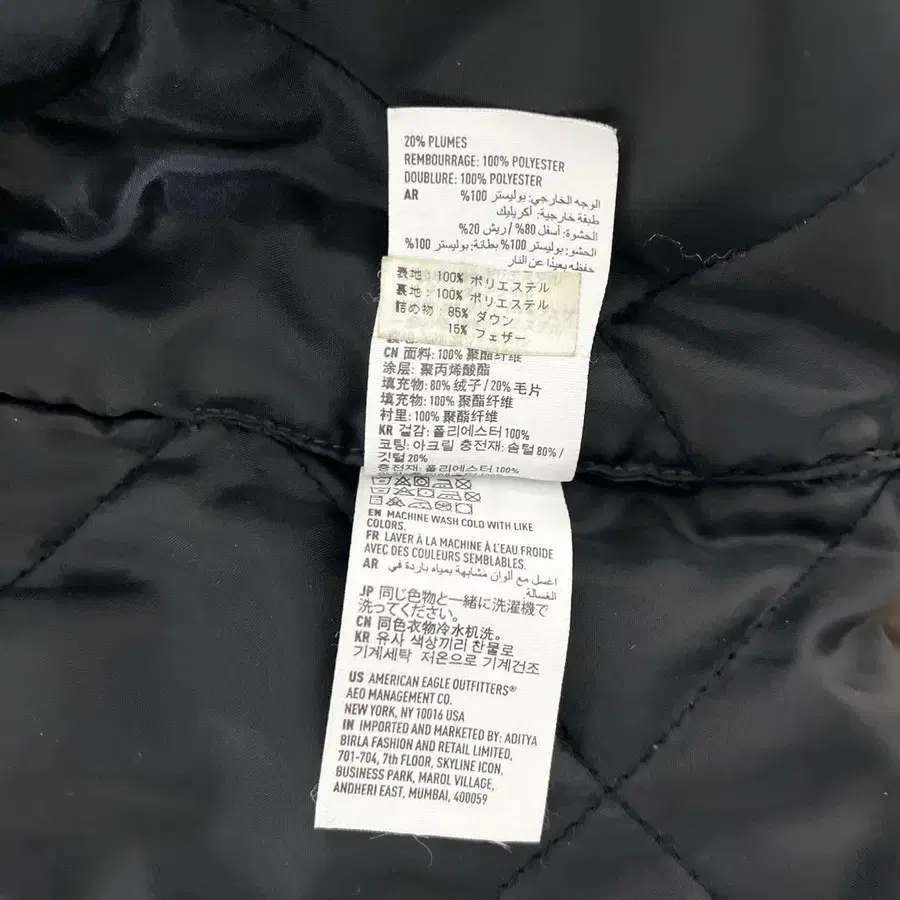 20% PLUMES
REMBOURRAGE: 100% POLYESTER
DOUBLURE: 100% POLYESTER
AR الوجه الخارجي: بوليستر 100%
طبقة خارجية: أكريليك
الحشوة: أسفل 80%/ ريش 20%
الحشو: بوليستر 100% بطانة: بوليستر 100%
حفظه بعيدًا عن النار
表地: 100% ポリエステル
裏地: 100% ポリエステル
詰め物: 85% ダウン
15% フェザー
CN 面料: 100% 聚酯纤维
涂层: 聚丙烯酸酯
填充物: 80% 绒子/20% 毛片
填充物: 100% 聚酯纤维
衬里: 100% 聚酯纤维
KR 겉감: 폴리에스터 100%
코팅: 아크릴 충전재: 솜털 80% /
깃털 20%
충전재: 폴리에스터 100%
EN MACHINE WASH COLD WITH LIKE
COLORS.
FR LAVER À LA MACHINE À L'EAU FROIDE
AVEC DES COULEURS SEMBLABLES.
AR اغسل مع ألوان مشابهة بمياه باردة في
الغسالة
JP 同じ色物と一緒に洗濯機で
洗ってください。
CN 同色衣物冷水机洗。
KR 유사 색상끼리 찬물로
기계세탁 저온으로 기계건조
US AMERICAN EAGLE OUTFITTERS®
AEO MANAGEMENT CO.
NEW YORK, NY 10016 USA
IN IMPORTED AND MARKETED BY: ADITYA
BIRLA FASHION AND RETAIL LIMITED,
701-704, 7th FLOOR, SKYLINE ICON,
BUSINESS PARK, MAROL VILLAGE,
ANDHERI EAST, MUMBAI, 400059